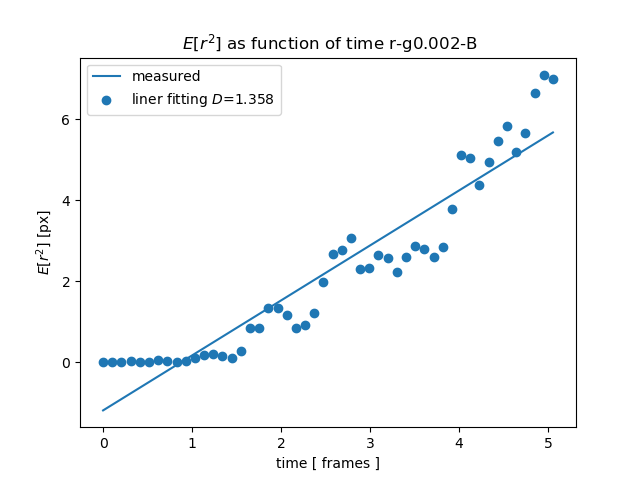 E[r²] as function of time r-g0.002-B
measured
liner fitting D=1.358
6
4
2
0
E[r²] [px]
0 1 2 3 4 5
time [ frames ]